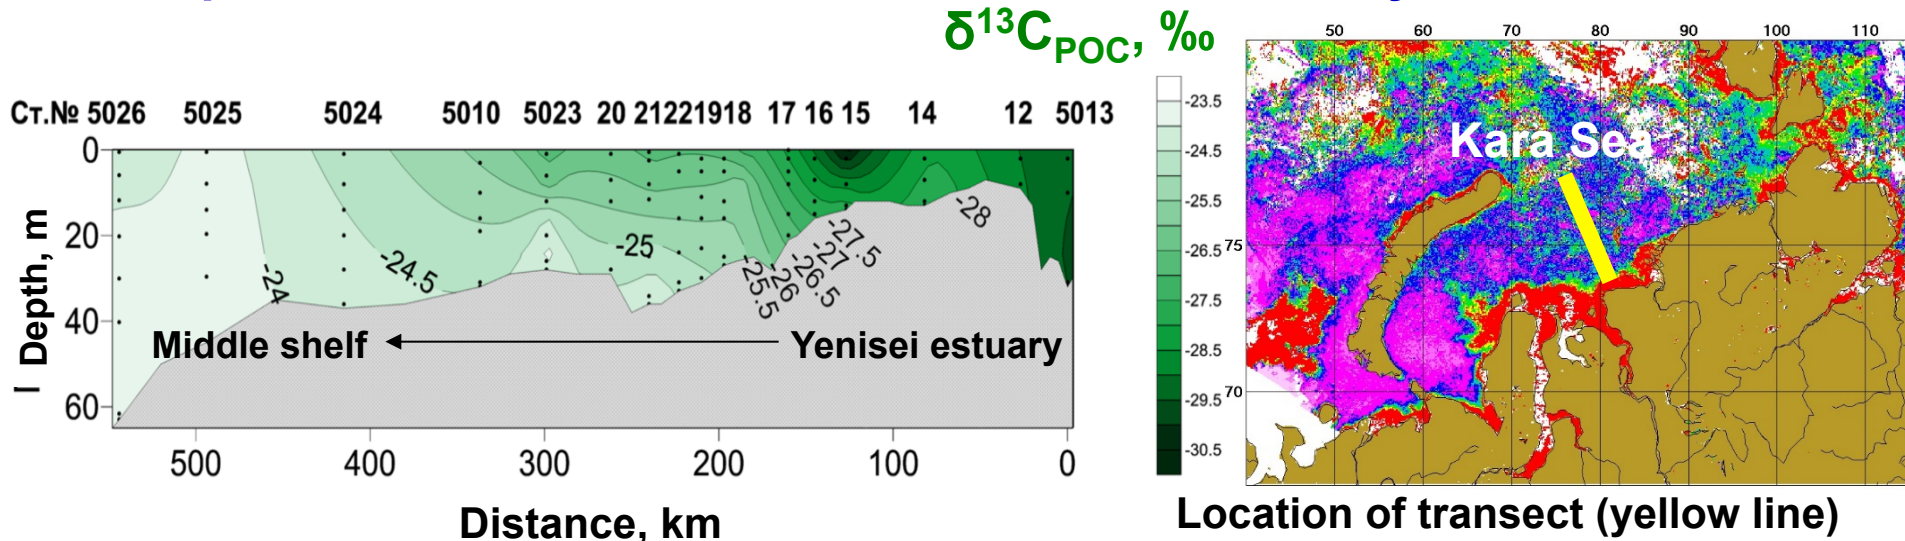 δ¹³C_POC, ‰
Ст.№ 5026 5025 5024 5010 5023 20 21221918 17 16 15 14 12 5013
0
20
40
60
Depth, m
-24
-24.5
-25
-25.5
-26
-26.5
-27
-27.5
-28
Middle shelf
Yenisei estuary
500 400 300 200 100 0
Distance, km
-23.5
-24.5
-25.5
-26.5
-27.5
-28.5
-29.5
-30.5
50 60 70 80 90 100 110
Kara Sea
75
70
Location of transect (yellow line)